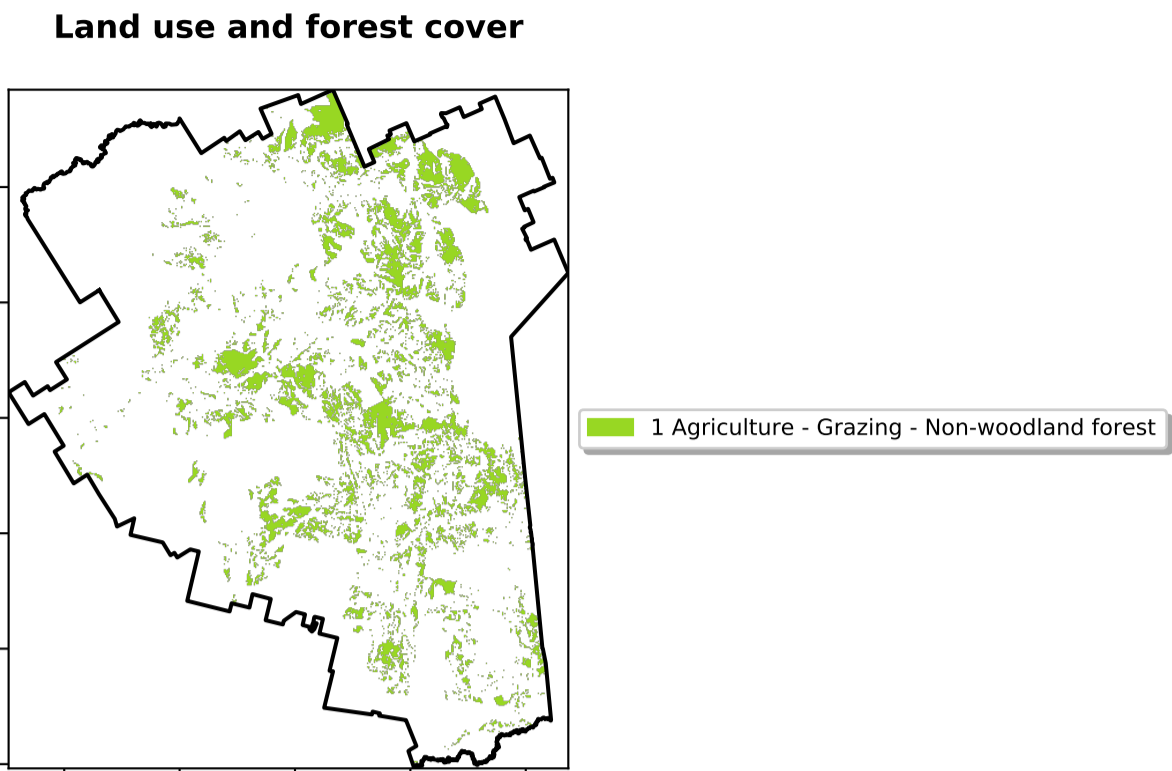 Land use and forest cover
1 Agriculture - Grazing - Non-woodland forest